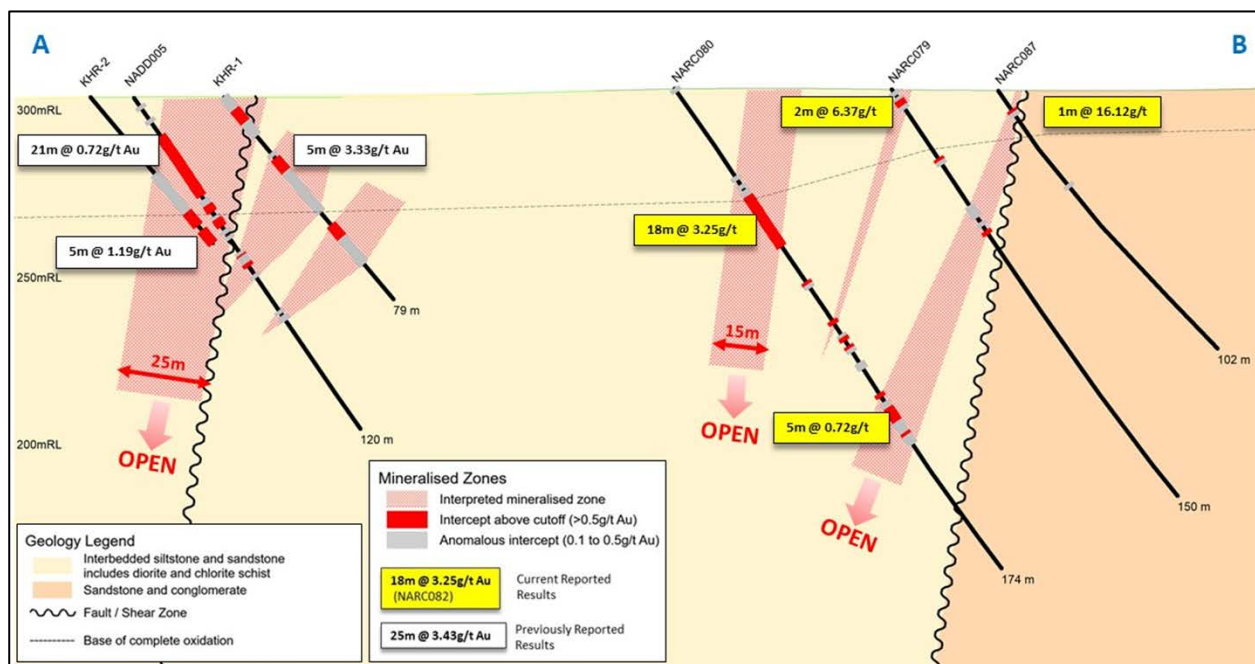 A
B
KHR-2
NADD005
KHR-1
NARC080
NARC079
NARC087
300mRL
250mRL
200mRL
21m @ 0.72g/t Au
5m @ 3.33g/t Au
5m @ 1.19g/t Au
2m @ 6.37g/t
1m @ 16.12g/t
18m @ 3.25g/t
5m @ 0.72g/t
79 m
120 m
102 m
150 m
174 m
25m
OPEN
15m
OPEN
OPEN
Geology Legend
Interbedded siltstone and sandstone
includes diorite and chlorite schist
Sandstone and conglomerate
Fault / Shear Zone
Base of complete oxidation
Mineralised Zones
Interpreted mineralised zone
Intercept above cutoff (>0.5g/t Au)
Anomalous intercept (0.1 to 0.5g/t Au)
18m @ 3.25g/t Au
(NARC082)
Current Reported
Results
25m @ 3.43g/t Au
Previously Reported
Results